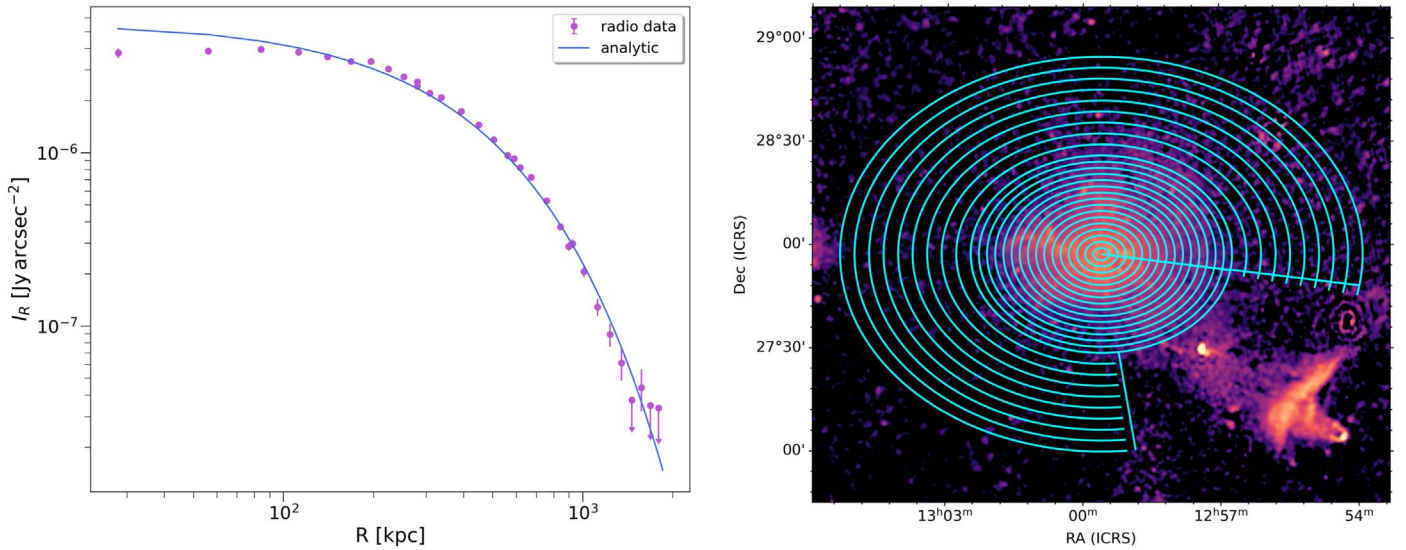 radio data
analytic
10⁻⁶
10⁻⁷
I_R [Jy arcsec⁻²]
10²
10³
R [kpc]
29°00'
28°30'
00'
27°30'
00'
Dec (ICRS)
13ʰ03ᵐ
00ᵐ
12ʰ57ᵐ
54ᵐ
RA (ICRS)